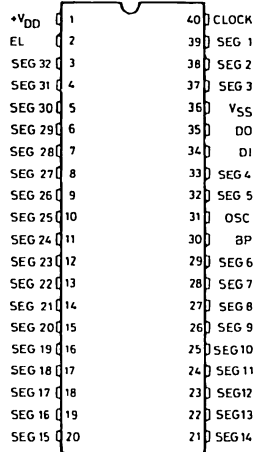 +VDD 1 40 CLOCK
EL 2 39 SEG 1
SEG 32 3 38 SEG 2
SEG 31 4 37 SEG 3
SEG 30 5 36 VSS
SEG 29 6 35 DO
SEG 28 7 34 DI
SEG 27 8 33 SEG 4
SEG 26 9 32 SEG 5
SEG 25 10 31 OSC
SEG 24 11 30 BP
SEG 23 12 29 SEG 6
SEG 22 13 28 SEG 7
SEG 21 14 27 SEG 8
SEG 20 15 26 SEG 9
SEG 19 16 25 SEG 10
SEG 18 17 24 SEG 11
SEG 17 18 23 SEG12
SEG 16 19 22 SEG13
SEG 15 20 21 SEG 14